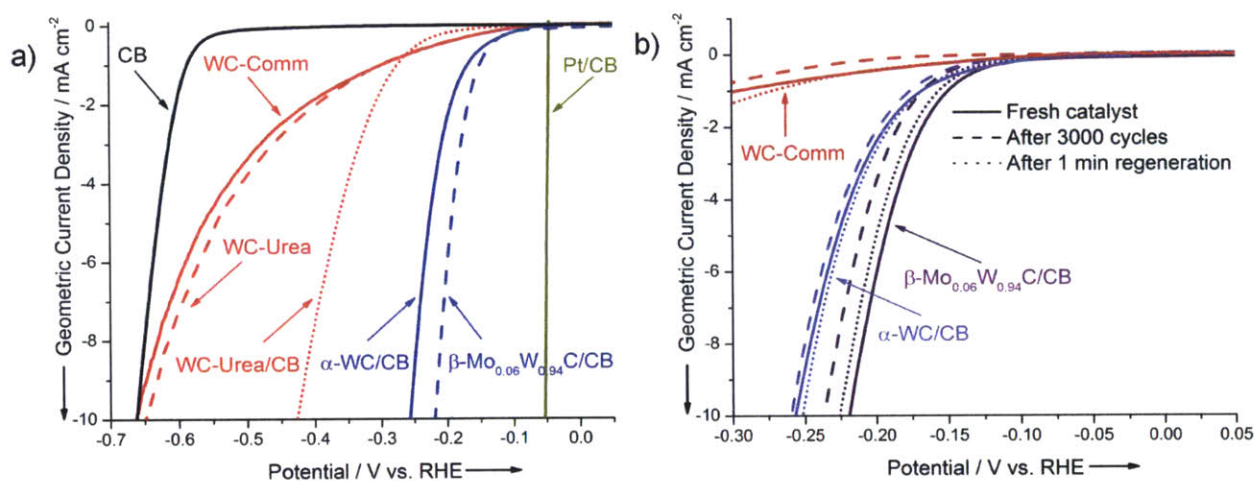 a)
Geometric Current Density / mA cm⁻²
0
-2
-4
-6
-8
-10
-0.7 -0.6 -0.5 -0.4 -0.3 -0.2 -0.1 0.0
Potential / V vs. RHE
CB
WC-Comm
Pt/CB
WC-Urea
WC-Urea/CB
α-WC/CB
β-Mo₀.₀₆W₀.₉₄C/CB
b)
Geometric Current Density / mA cm⁻²
0
-2
-4
-6
-8
-10
-0.30 -0.25 -0.20 -0.15 -0.10 -0.05 0.00 0.05
Potential / V vs. RHE
Fresh catalyst
After 3000 cycles
After 1 min regeneration
WC-Comm
β-Mo₀.₀₆W₀.₉₄C/CB
α-WC/CB